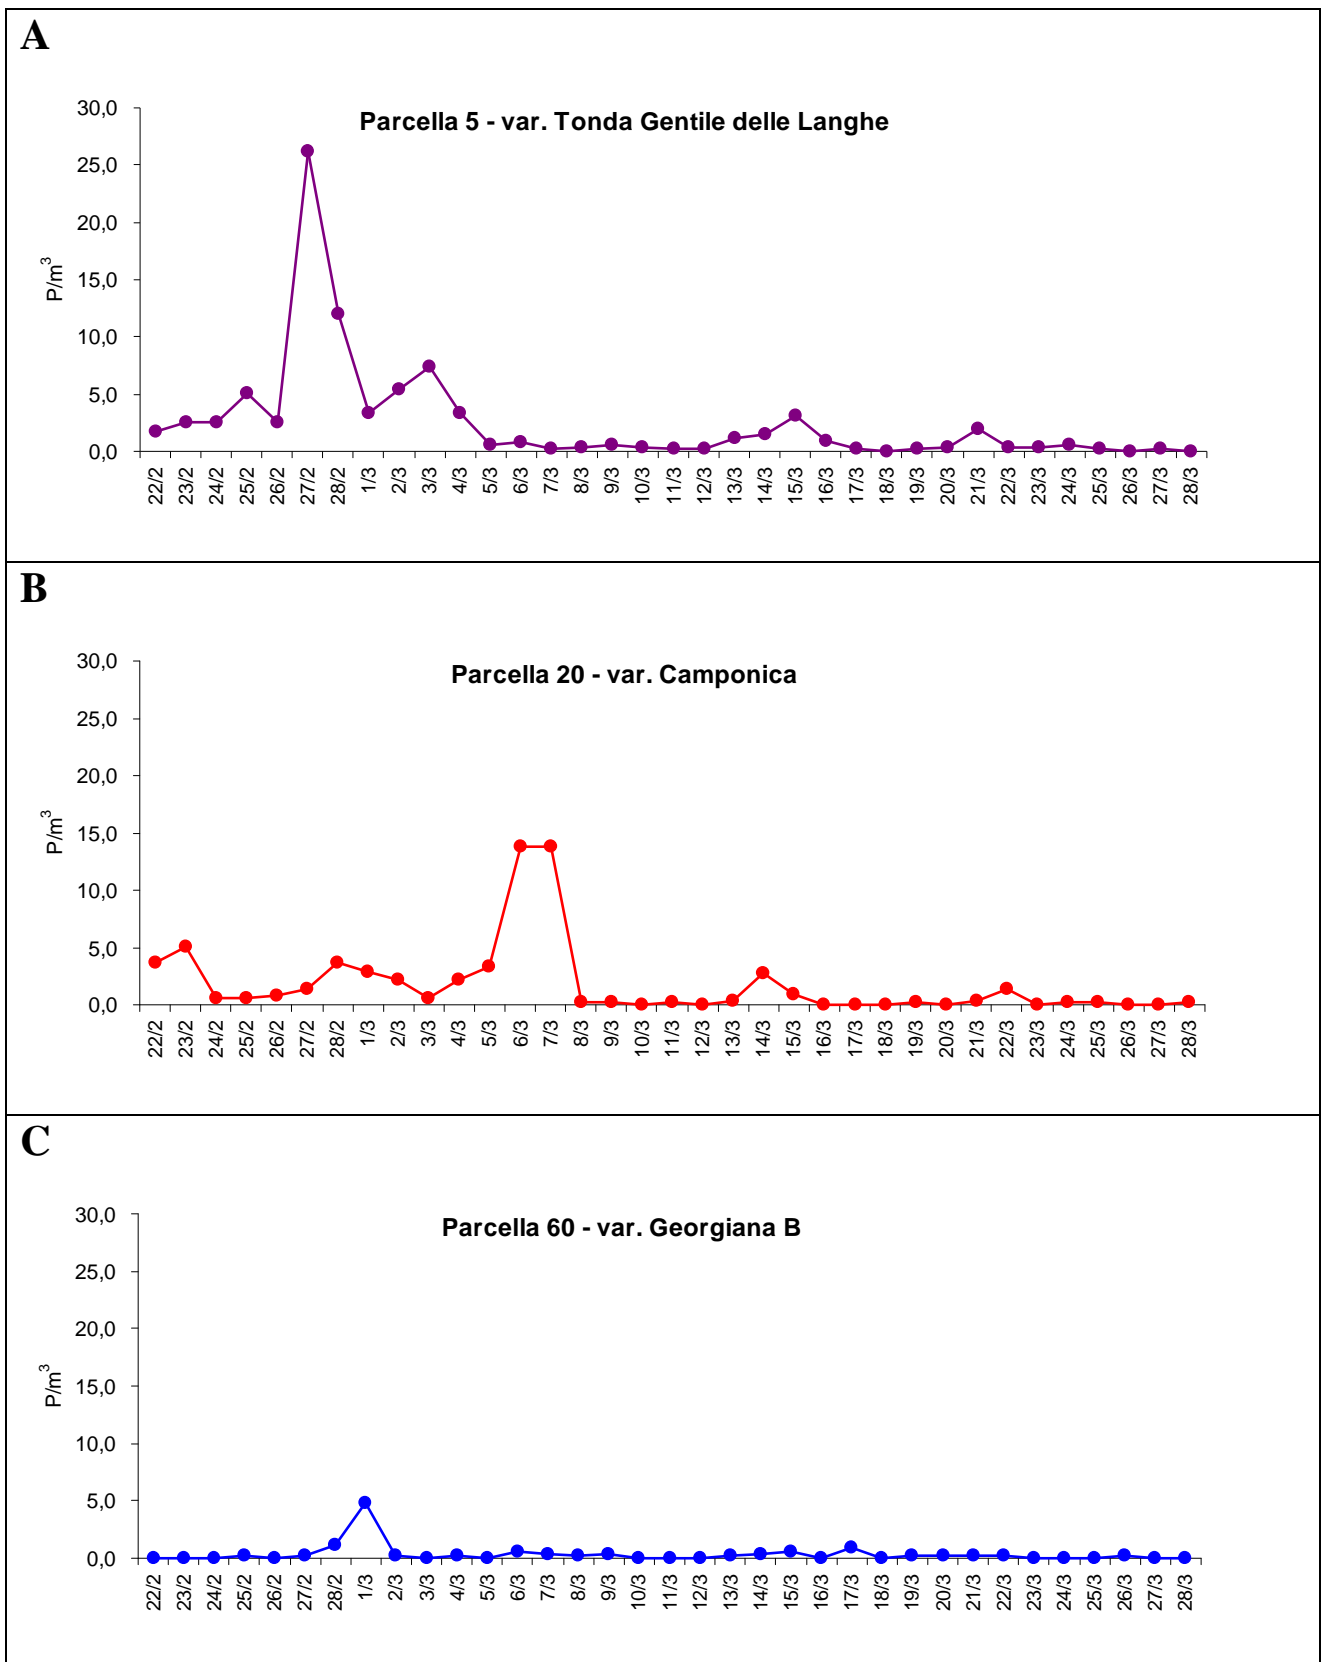 A
Parcella 5 - var. Tonda Gentile delle Langhe
30,0
25,0
20,0
15,0
10,0
5,0
0,0
P/m³
22/2 23/2 24/2 25/2 26/2 27/2 28/2 1/3 2/3 3/3 4/3 5/3 6/3 7/3 8/3 9/3 10/3 11/3 12/3 13/3 14/3 15/3 16/3 17/3 18/3 19/3 20/3 21/3 22/3 23/3 24/3 25/3 26/3 27/3 28/3
B
Parcella 20 - var. Camponica
30,0
25,0
20,0
15,0
10,0
5,0
0,0
P/m³
22/2 23/2 24/2 25/2 26/2 27/2 28/2 1/3 2/3 3/3 4/3 5/3 6/3 7/3 8/3 9/3 10/3 11/3 12/3 13/3 14/3 15/3 16/3 17/3 18/3 19/3 20/3 21/3 22/3 23/3 24/3 25/3 26/3 27/3 28/3
C
Parcella 60 - var. Georgiana B
30,0
25,0
20,0
15,0
10,0
5,0
0,0
P/m³
22/2 23/2 24/2 25/2 26/2 27/2 28/2 1/3 2/3 3/3 4/3 5/3 6/3 7/3 8/3 9/3 10/3 11/3 12/3 13/3 14/3 15/3 16/3 17/3 18/3 19/3 20/3 21/3 22/3 23/3 24/3 25/3 26/3 27/3 28/3